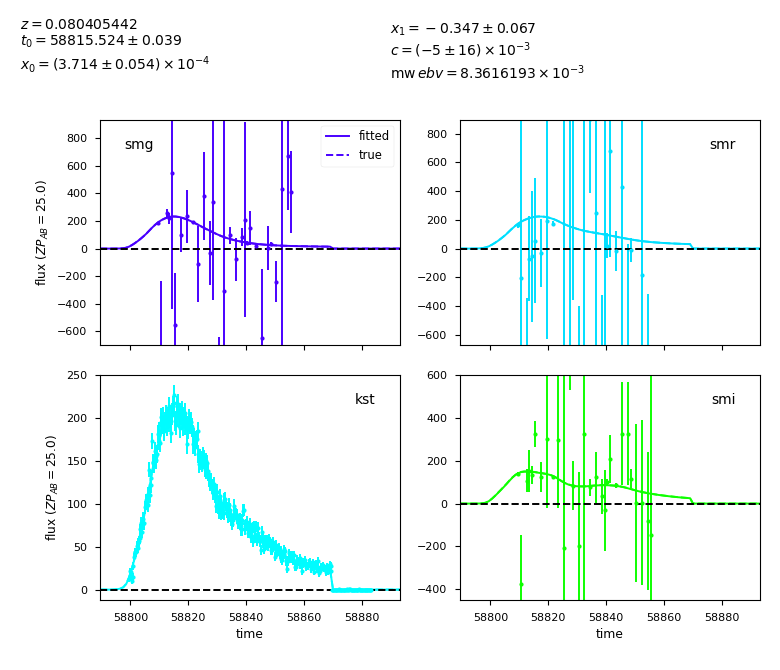 z = 0.080405442
t₀ = 58815.524 ± 0.039
x₀ = (3.714 ± 0.054) × 10⁻⁴
x₁ = −0.347 ± 0.067
c = (−5 ± 16) × 10⁻³
mw ebv = 8.3616193 × 10⁻³
smg
fitted
true
800
600
400
200
0
−200
−400
−600
flux (ZP_AB = 25.0)
smr
800
600
400
200
0
−200
−400
−600
kst
250
200
150
100
50
0
flux (ZP_AB = 25.0)
58800 58820 58840 58860 58880
time
smi
600
400
200
0
−200
−400
58800 58820 58840 58860 58880
time